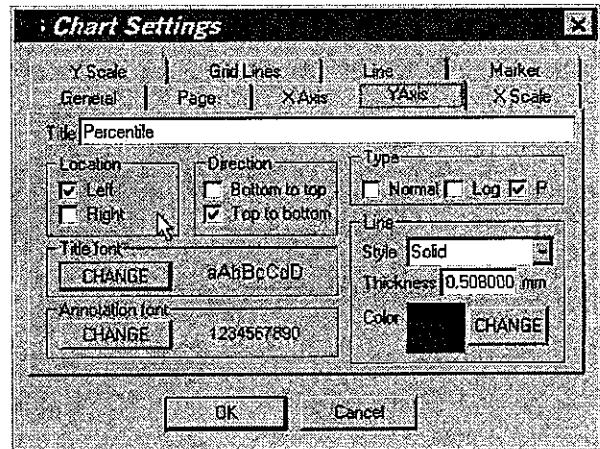 Chart Settings
Y Scale Grid Lines Line Marker
General Page X Axis YAxis X Scale
Title Percentile
Location Direction Type
Left Bottom to top Normal Log P
Right Top to bottom
Line
Title font
Style Solid
CHANGE aAbBcCdD
Thickness 0.508000 mm
Annotation font
Color CHANGE
CHANGE 1234567890
OK Cancel